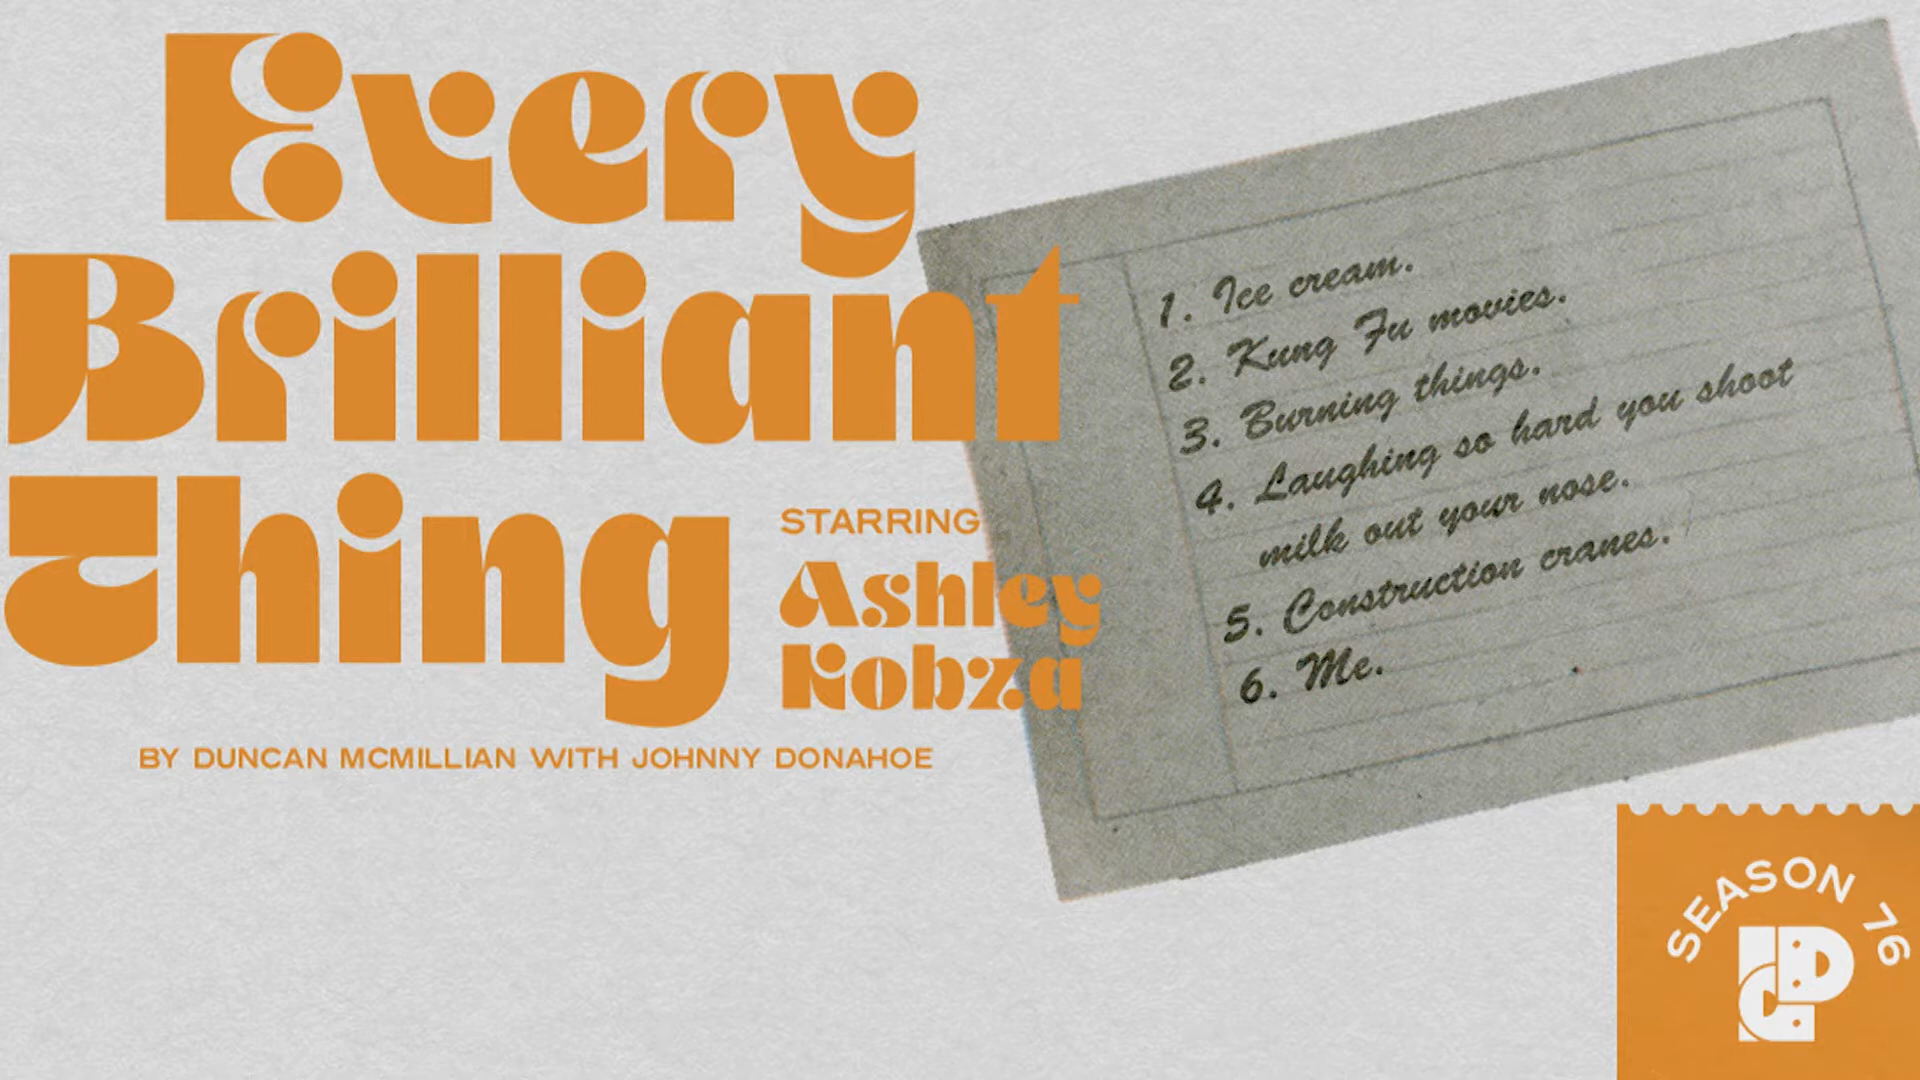 Every
Brilliant
Thing
STARRING
Ashley
Kobza
BY DUNCAN MCMILLIAN WITH JOHNNY DONAHOE
1. Ice cream.
2. Kung Fu movies.
3. Burning things.
4. Laughing so hard you shoot
milk out your nose.
5. Construction cranes.
6. Me.
SEASON 76